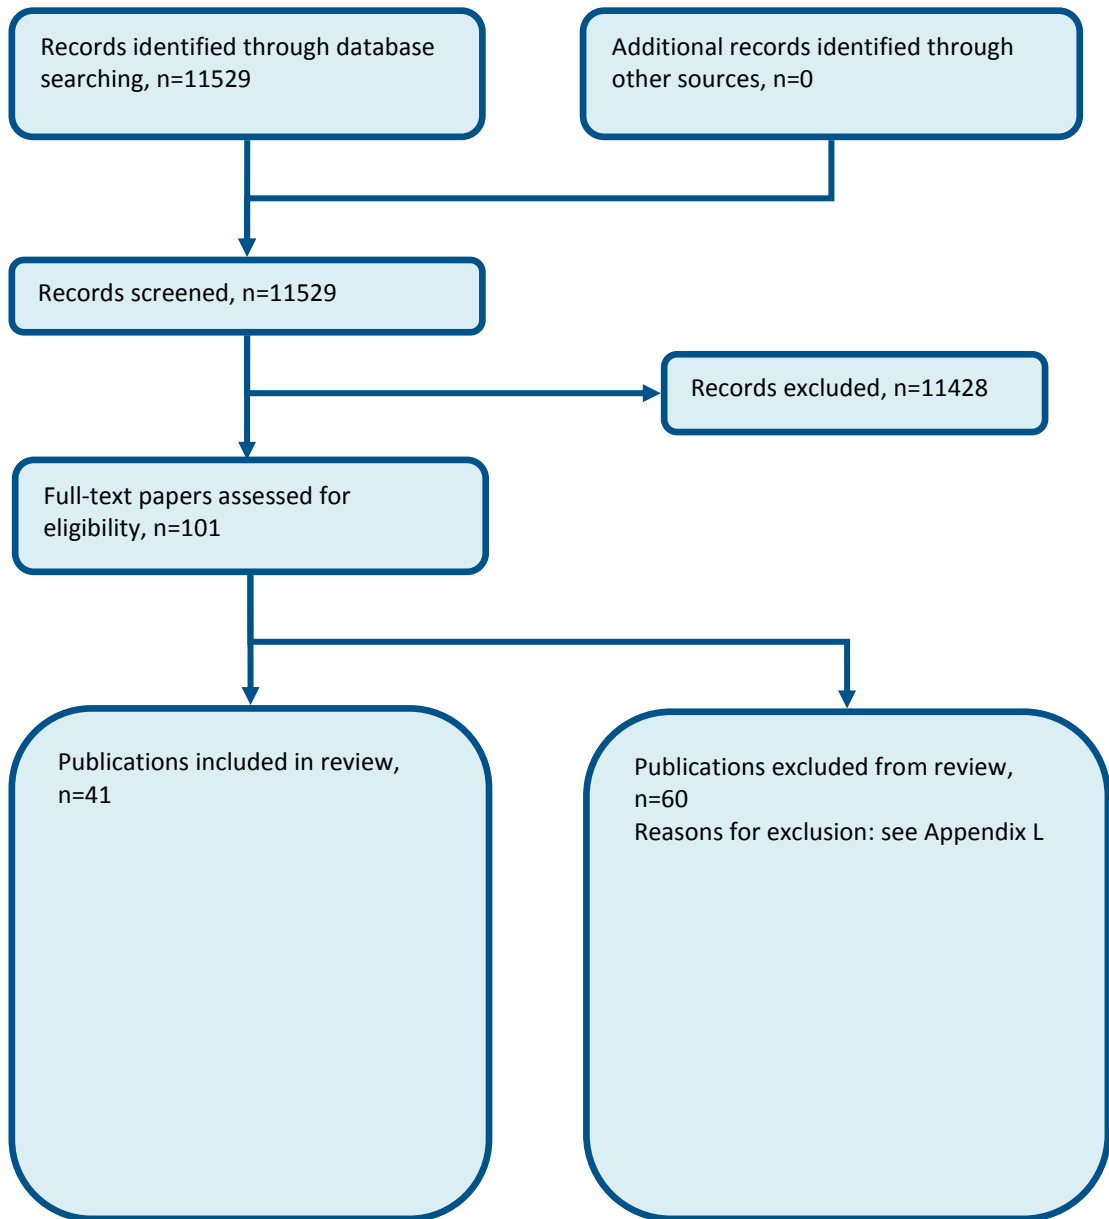 Records identified through database
searching, n=11529
Additional records identified through
other sources, n=0
Records screened, n=11529
Records excluded, n=11428
Full-text papers assessed for
eligibility, n=101
Publications included in review,
n=41
Publications excluded from review,
n=60
Reasons for exclusion: see Appendix L